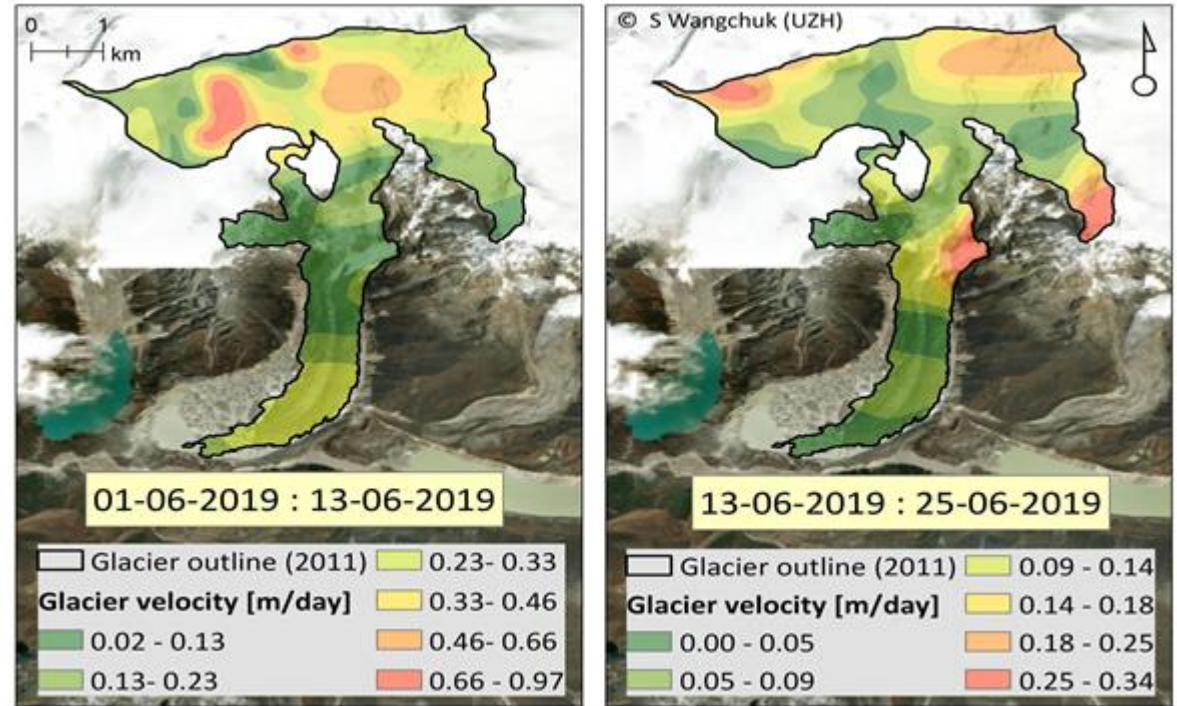 0 1
km
01-06-2019 : 13-06-2019
Glacier outline (2011)
Glacier velocity [m/day]
0.02 - 0.13
0.13- 0.23
0.23- 0.33
0.33- 0.46
0.46- 0.66
0.66 - 0.97
© S Wangchuk (UZH)
13-06-2019 : 25-06-2019
Glacier outline (2011)
Glacier velocity [m/day]
0.00 - 0.05
0.05 - 0.09
0.09 - 0.14
0.14 - 0.18
0.18 - 0.25
0.25 - 0.34